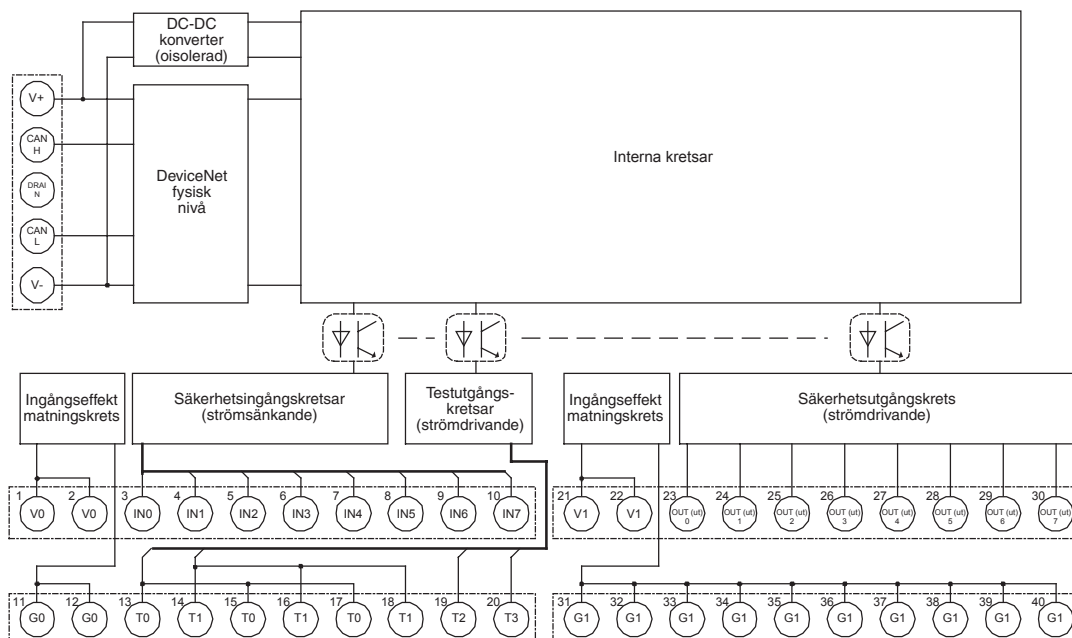 DC-DC
konverter
(oisolerad)
V+
CAN
H
DRAI
N
CAN
L
V-
DeviceNet
fysisk
nivå
Interna kretsar
Ingångseffekt
matningskrets
Säkerhetsingångskretsar
(strömsänkande)
Testutgångs-
kretsar
(strömdrivande)
Ingångseffekt
matningskrets
Säkerhetsutgångskrets
(strömdrivande)
1 2 3 4 5 6 7 8 9 10
V0 V0 IN0 IN1 IN2 IN3 IN4 IN5 IN6 IN7
21 22 23 24 25 26 27 28 29 30
V1 V1 OUT (ut) 0 OUT (ut) 1 OUT (ut) 2 OUT (ut) 3 OUT (ut) 4 OUT (ut) 5 OUT (ut) 6 OUT (ut) 7
11 12 13 14 15 16 17 18 19 20
G0 G0 T0 T1 T0 T1 T0 T1 T2 T3
31 32 33 34 35 36 37 38 39 40
G1 G1 G1 G1 G1 G1 G1 G1 G1 G1